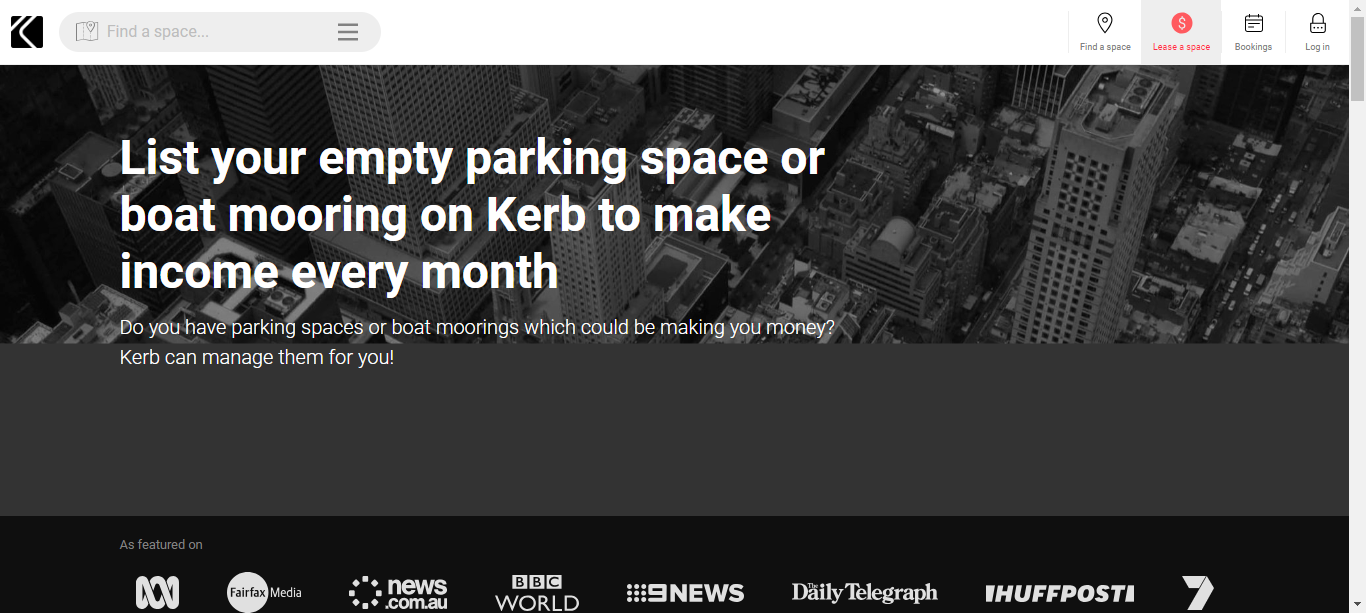 Find a space...
Find a space
Lease a space
Bookings
Log in
List your empty parking space or
boat mooring on Kerb to make
income every month
Do you have parking spaces or boat moorings which could be making you money?
Kerb can manage them for you!
As featured on
Fairfax Media
news
.com.au
BBC
WORLD
9NEWS
The Daily Telegraph
HUFFPOST
7